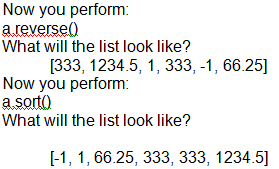 Now you perform:
a.reverse()
What will the list look like?
[333, 1234.5, 1, 333, -1, 66.25]
Now you perform:
a.sort()
What will the list look like?
[-1, 1, 66.25, 333, 333, 1234.5]